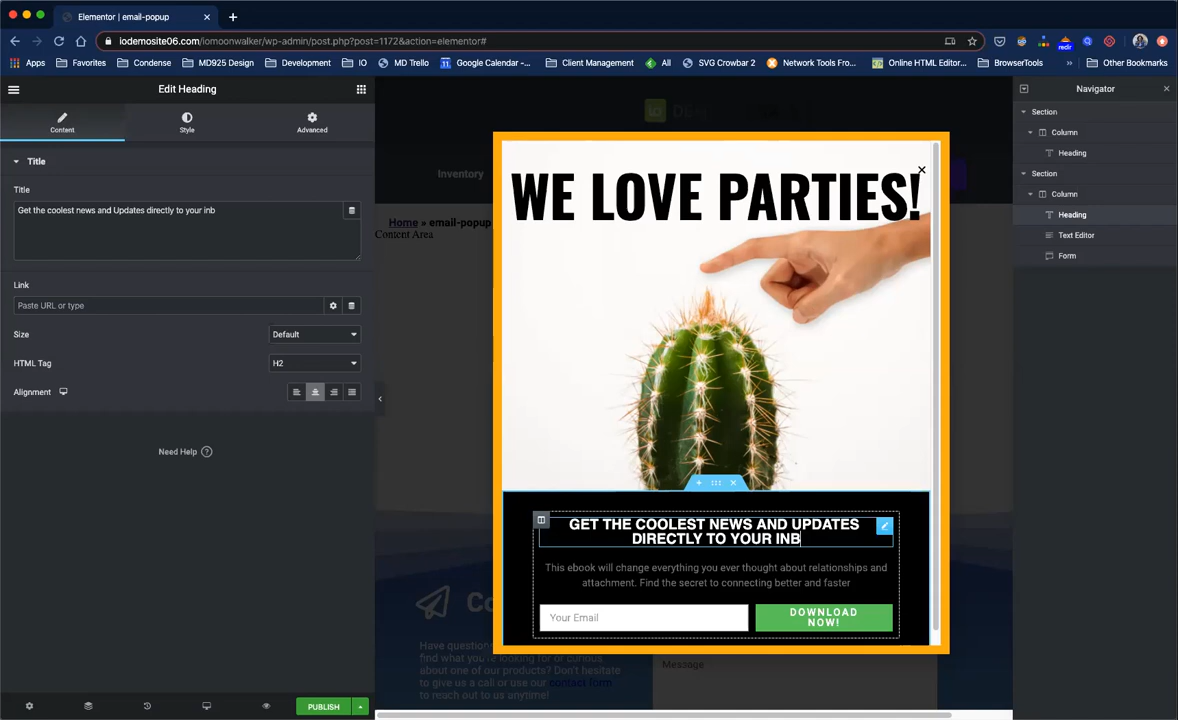 Elementor | email-popup
iodemosite06.com/iomoonwalker/wp-admin/post.php?post=1172&action=elementor#
redir
Apps
Favorites
Condense
MD925 Design
Development
IO
MD Trello
Google Calendar –...
Client Management
All
SVG Crowbar 2
Network Tools Fro...
Online HTML Editor...
BrowserTools
»
Other Bookmarks
Edit Heading
Content
Style
Advanced
Title
Title
Get the coolest news and Updates directly to your inb
Link
Paste URL or type
Size
Default
HTML Tag
H2
Alignment
Need Help
PUBLISH
Inventory
Home » email-popup
Content Area
WE LOVE PARTIES!
GET THE COOLEST NEWS AND UPDATES
DIRECTLY TO YOUR INB
This ebook will change everything you ever thought about relationships and
attachment. Find the secret to connecting better and faster
Your Email
DOWNLOAD
NOW!
Have question
find what you're looking for or curious
about one of our products? Don't hesitate
to give us a call or use our contact form
to reach out to us anytime!
Message
Navigator
Section
Column
Heading
Section
Column
Heading
Text Editor
Form